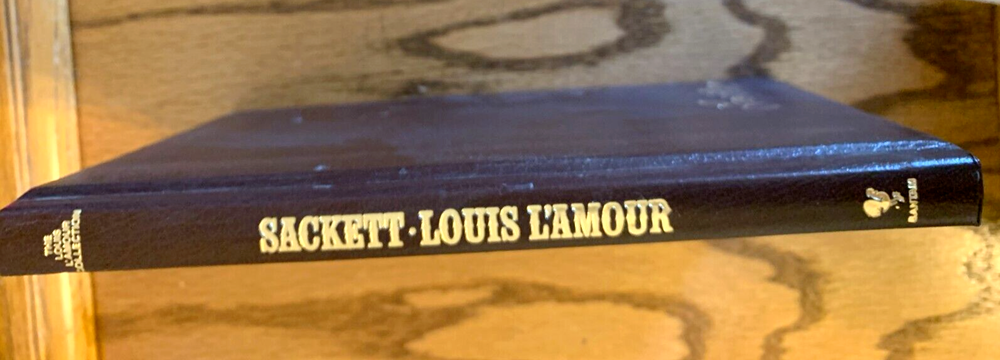 THE
LOUIS
L'AMOUR
COLLECTION
SACKETT · LOUIS L'AMOUR
BANTAM